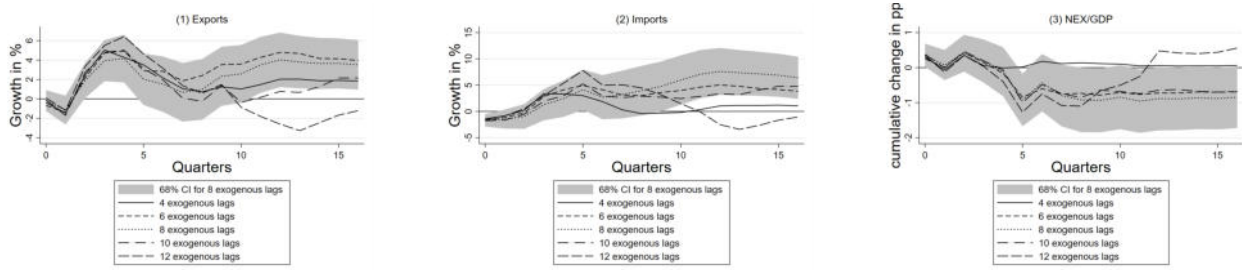 (1) Exports
Growth in %
-4 -2 0 2 4 6
0 5 10 15
Quarters
68% CI for 8 exogenous lags
4 exogenous lags
6 exogenous lags
8 exogenous lags
10 exogenous lags
12 exogenous lags
(2) Imports
Growth in %
-5 0 5 10 15
0 5 10 15
Quarters
68% CI for 8 exogenous lags
4 exogenous lags
6 exogenous lags
8 exogenous lags
10 exogenous lags
12 exogenous lags
(3) NEX/GDP
cumulative change in pp
-2 -1 0 1
0 5 10 15
Quarters
68% CI for 8 exogenous lags
4 exogenous lags
6 exogenous lags
8 exogenous lags
10 exogenous lags
12 exogenous lags